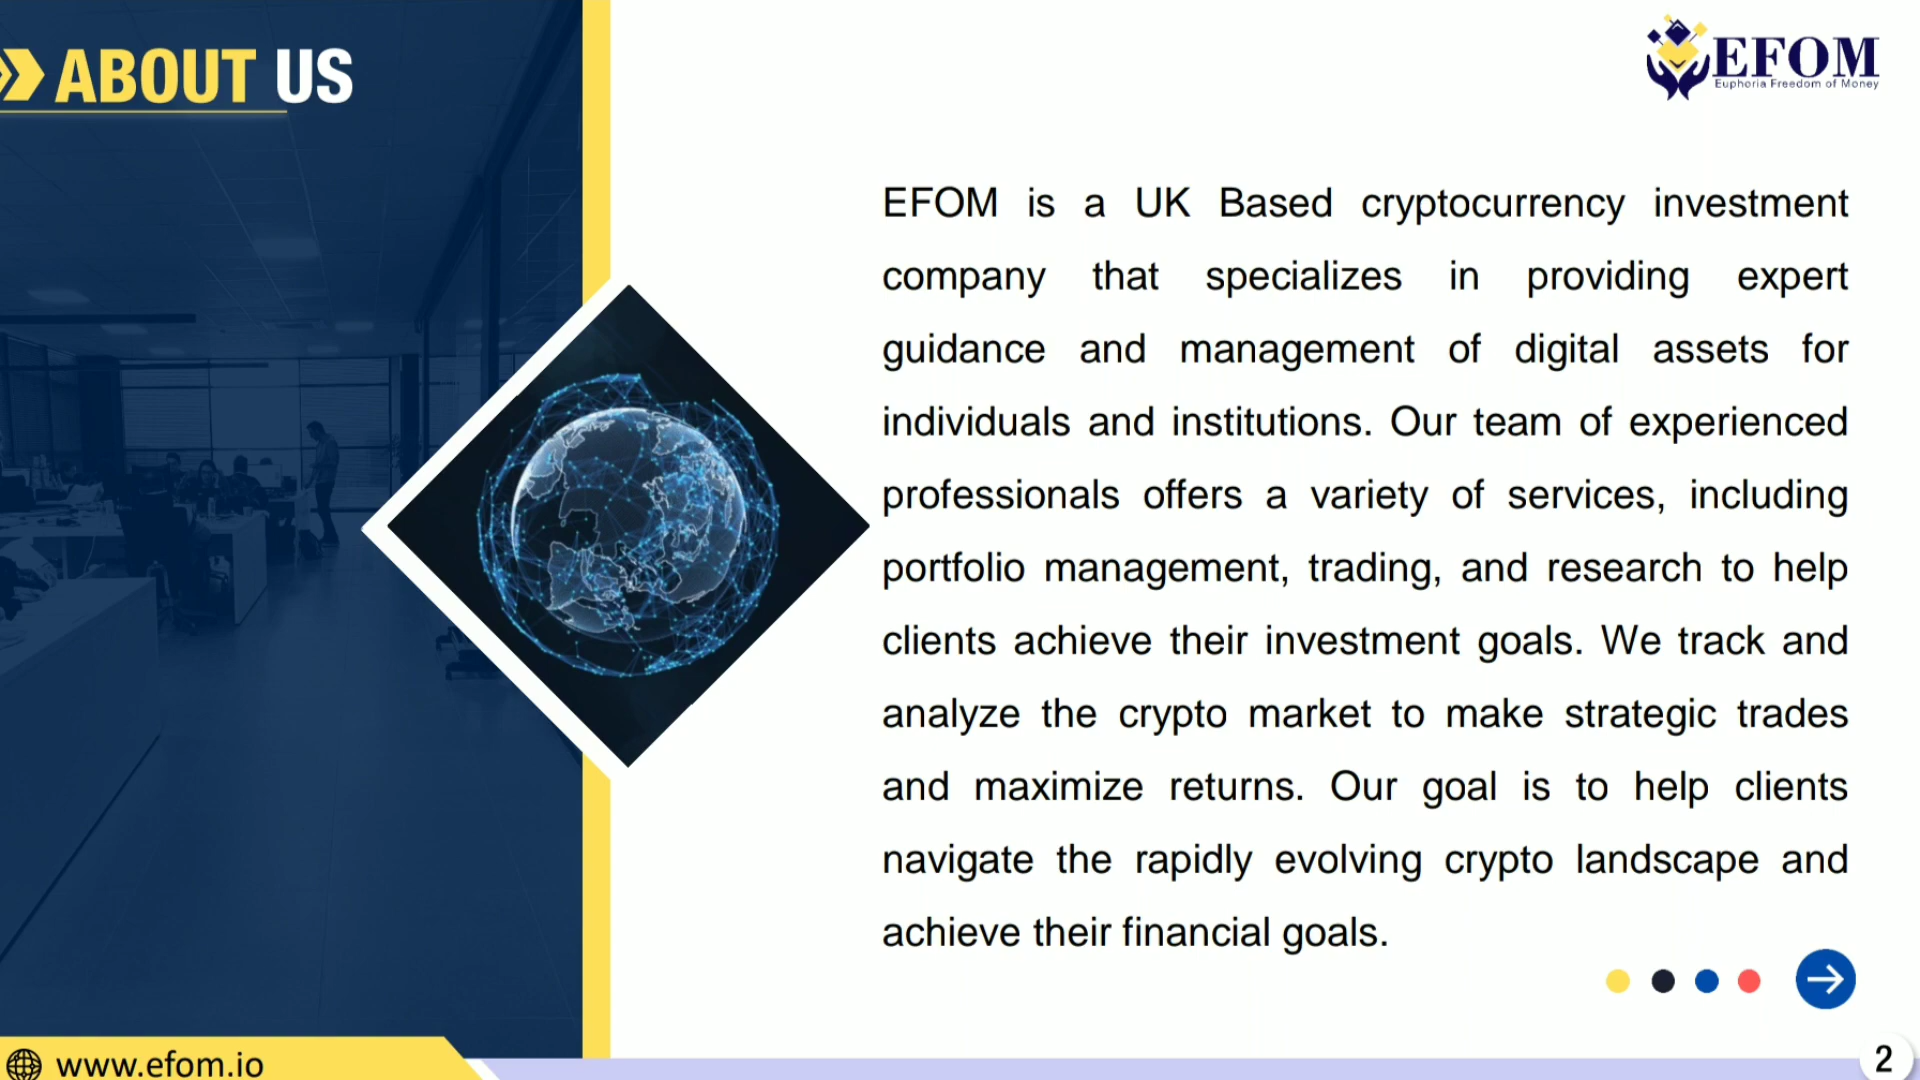 ABOUT US
EFOM
Euphoria Freedom of Money
EFOM is a UK Based cryptocurrency investment
company that specializes in providing expert
guidance and management of digital assets for
individuals and institutions. Our team of experienced
professionals offers a variety of services, including
portfolio management, trading, and research to help
clients achieve their investment goals. We track and
analyze the crypto market to make strategic trades
and maximize returns. Our goal is to help clients
navigate the rapidly evolving crypto landscape and
achieve their financial goals.
www.efom.io
2